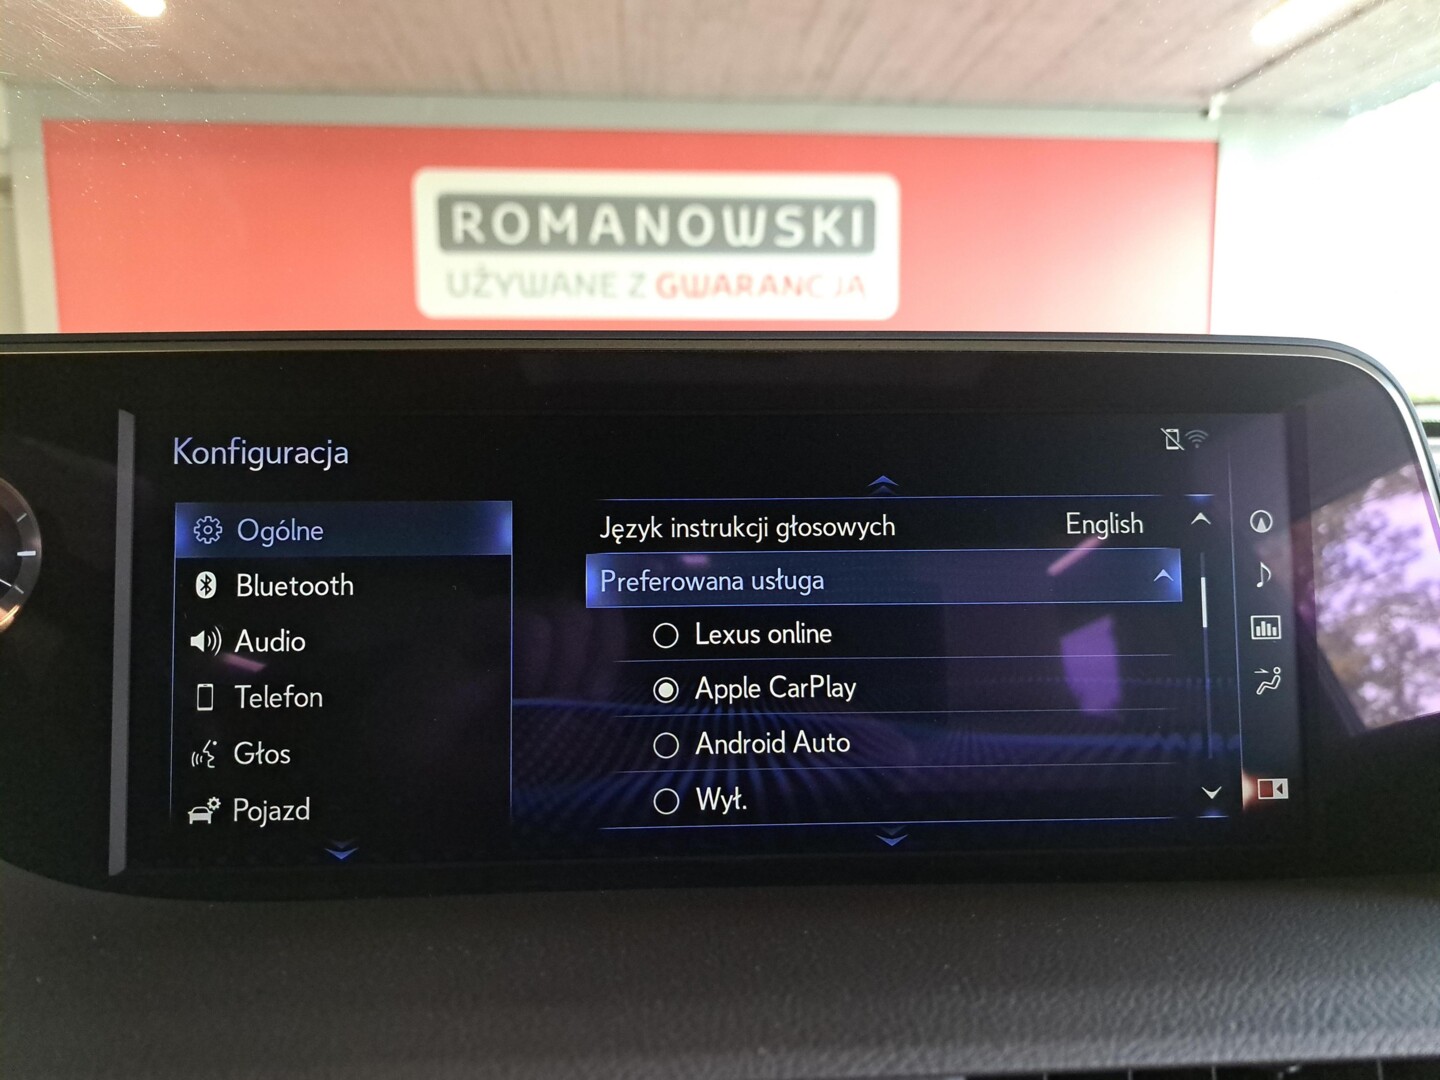 ROMANOWSKI
UŻYWANE Z GWARANCJA
Konfiguracja
Ogólne
Bluetooth
Audio
Telefon
Głos
Pojazd
Język instrukcji głosowych English
Preferowana usługa
Lexus online
Apple CarPlay
Android Auto
Wył.